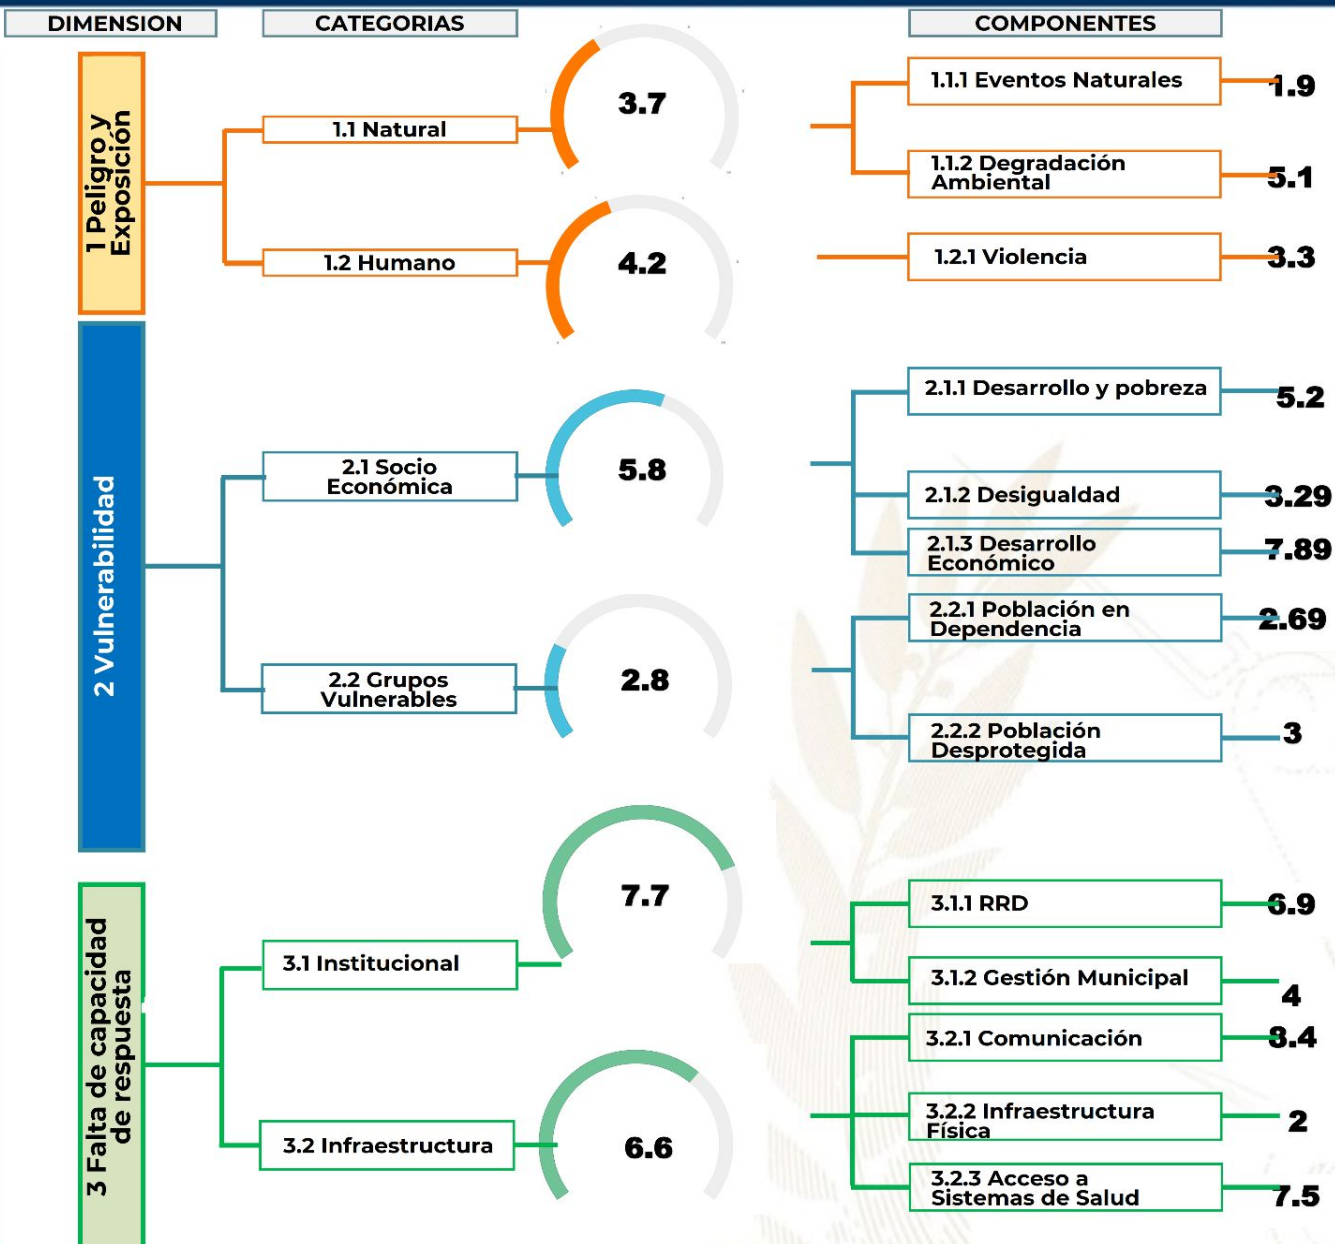 DIMENSION
CATEGORIAS
COMPONENTES
1 Peligro y
Exposición
1.1 Natural
3.7
1.1.1 Eventos Naturales
1.9
1.1.2 Degradación
Ambiental
5.1
1.2 Humano
4.2
1.2.1 Violencia
3.3
2 Vulnerabilidad
2.1 Socio
Económica
5.8
2.1.1 Desarrollo y pobreza
5.2
2.1.2 Desigualdad
3.29
2.1.3 Desarrollo
Económico
7.89
2.2 Grupos
Vulnerables
2.8
2.2.1 Población en
Dependencia
2.69
2.2.2 Población
Desprotegida
3
3 Falta de capacidad
de respuesta
3.1 Institucional
7.7
3.1.1 RRD
6.9
3.1.2 Gestión Municipal
4
3.2 Infraestructura
6.6
3.2.1 Comunicación
8.4
3.2.2 Infraestructura
Física
2
3.2.3 Acceso a
Sistemas de Salud
7.5